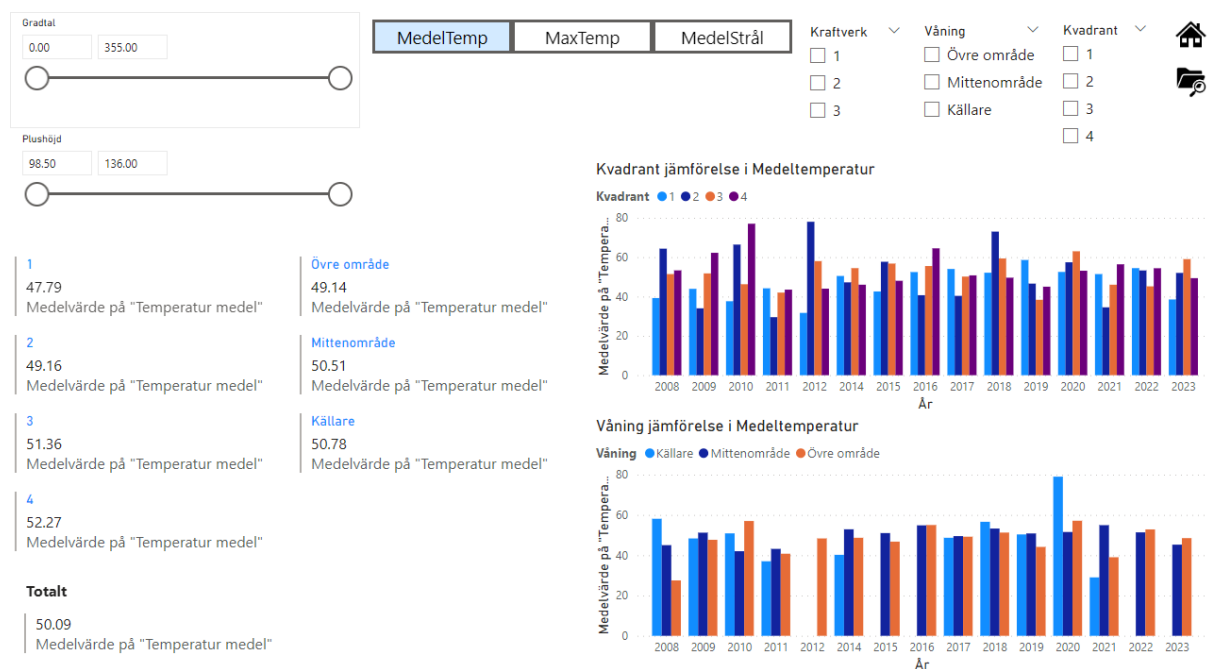 Gradtal
0.00 355.00
MedelTemp MaxTemp MedelStrål
Kraftverk
1
2
3
Våning
Övre område
Mittenområde
Källare
Kvadrant
1
2
3
4
Plushöjd
98.50 136.00
1
47.79
Medelvärde på "Temperatur medel"
2
49.16
Medelvärde på "Temperatur medel"
3
51.36
Medelvärde på "Temperatur medel"
4
52.27
Medelvärde på "Temperatur medel"
Övre område
49.14
Medelvärde på "Temperatur medel"
Mittenområde
50.51
Medelvärde på "Temperatur medel"
Källare
50.78
Medelvärde på "Temperatur medel"
Totalt
50.09
Medelvärde på "Temperatur medel"
Kvadrant jämförelse i Medeltemperatur
Kvadrant 1 2 3 4
Medelvärde på "Tempera...
80
60
40
20
0
2008 2009 2010 2011 2012 2014 2015 2016 2017 2018 2019 2020 2021 2022 2023
År
Våning jämförelse i Medeltemperatur
Våning Källare Mittenområde Övre område
Medelvärde på "Tempera...
80
60
40
20
0
2008 2009 2010 2011 2012 2014 2015 2016 2017 2018 2019 2020 2021 2022 2023
År